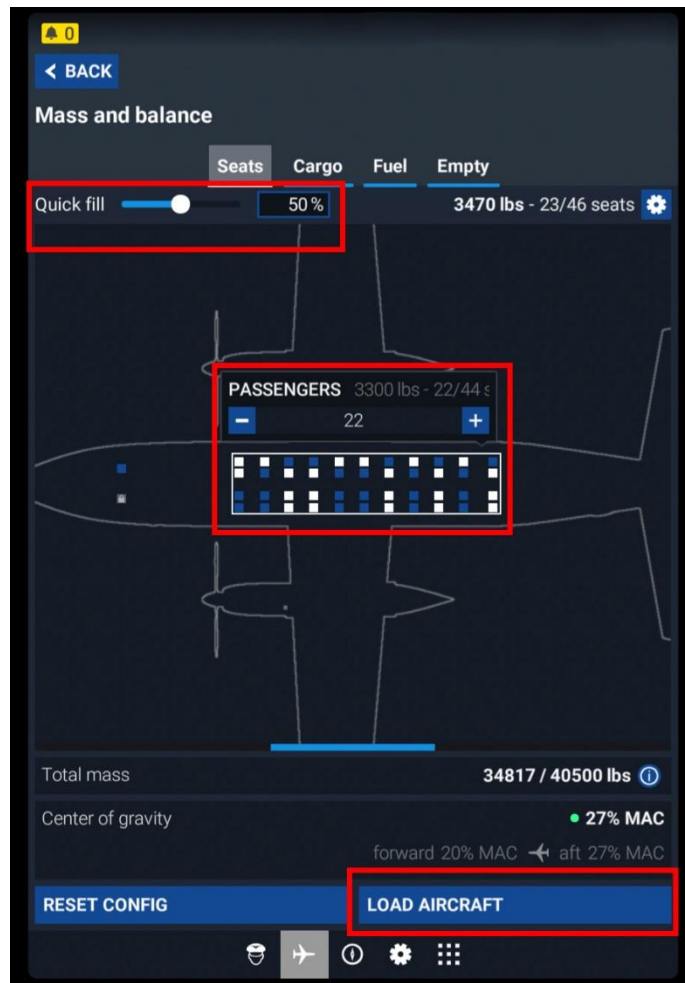 0
< BACK
Mass and balance
Seats Cargo Fuel Empty
Quick fill 50 % 3470 lbs - 23/46 seats
PASSENGERS 3300 lbs - 22/44 s
- 22 +
Total mass 34817 / 40500 lbs
Center of gravity 27% MAC
forward 20% MAC aft 27% MAC
RESET CONFIG LOAD AIRCRAFT